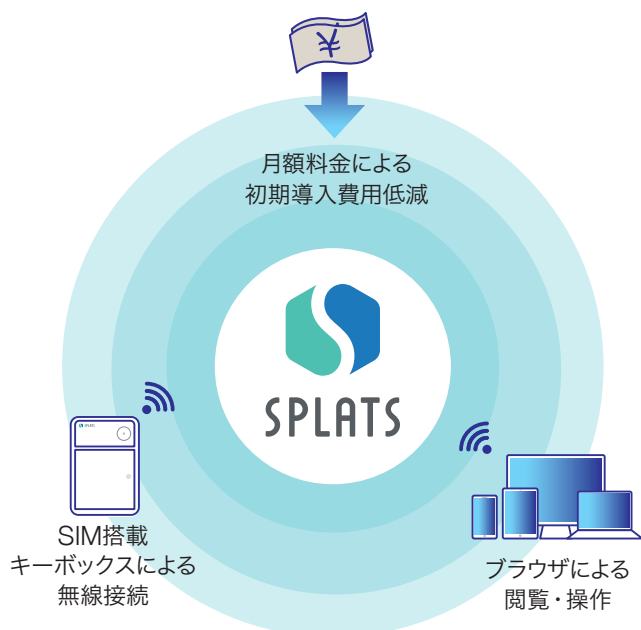 月額料金による
初期導入費用低減
SPLATS
SPLATS
SIM搭載
キーボックスによる
無線接続
ブラウザによる
閲覧・操作